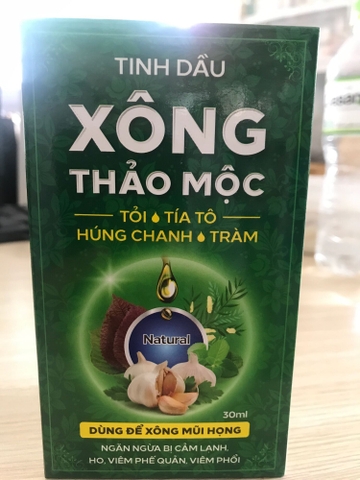 TINH DẦU
XÔNG
THẢO MỘC
TỎI TÍA TÔ
HÚNG CHANH TRÀM
Natural
30ml
DÙNG ĐỂ XÔNG MŨI HỌNG
NGĂN NGỪA BỊ CẢM LẠNH,
HO, VIÊM PHẾ QUẢN, VIÊM PHỔI